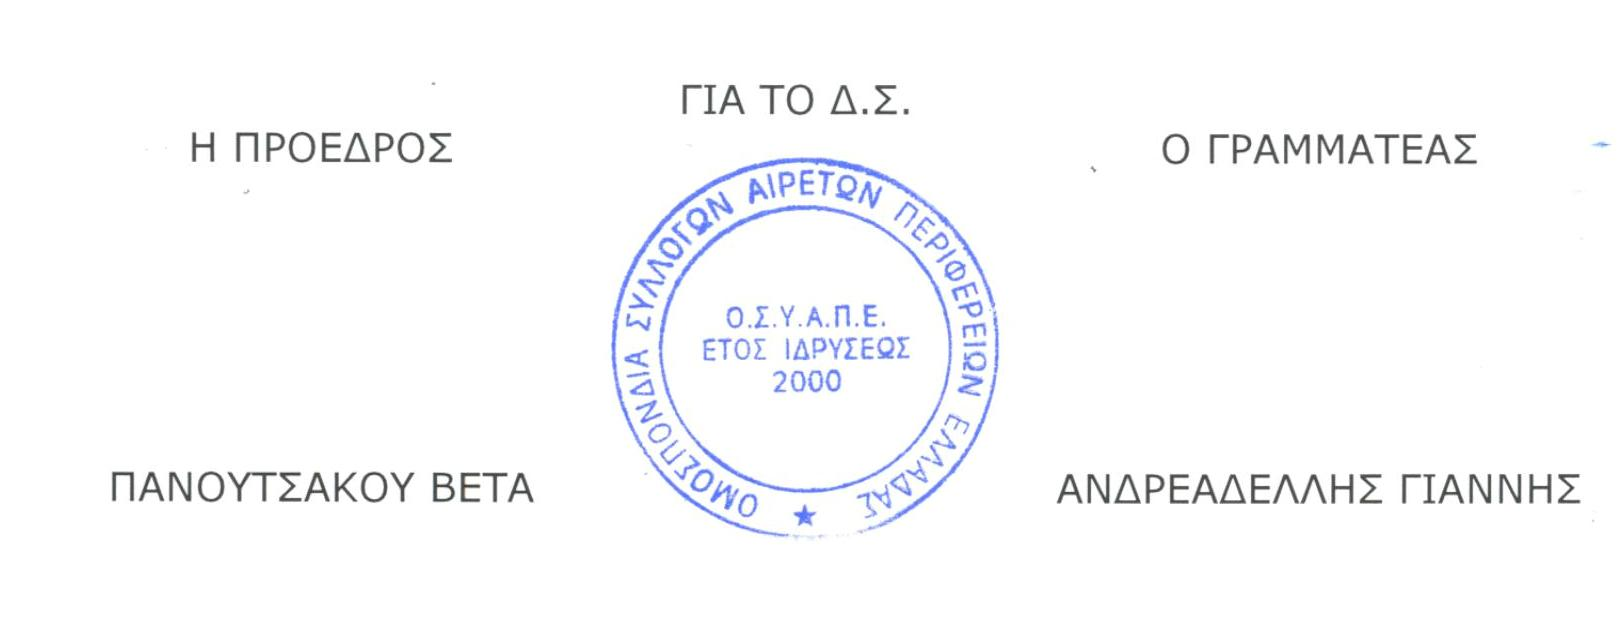 ΓΙΑ ΤΟ Δ.Σ.
Η ΠΡΟΕΔΡΟΣ
Ο ΓΡΑΜΜΑΤΕΑΣ
ΟΜΟΣΠΟΝΔΙΑ ΣΥΛΛΟΓΩΝ ΑΙΡΕΤΩΝ ΠΕΡΙΦΕΡΕΙΩΝ ΕΛΛΑΔΑΣ
Ο.Σ.Υ.Α.Π.Ε.
ΕΤΟΣ ΙΔΡΥΣΕΩΣ
2000
ΠΑΝΟΥΤΣΑΚΟΥ ΒΕΤΑ
ΑΝΔΡΕΑΔΕΛΛΗΣ ΓΙΑΝΝΗΣ